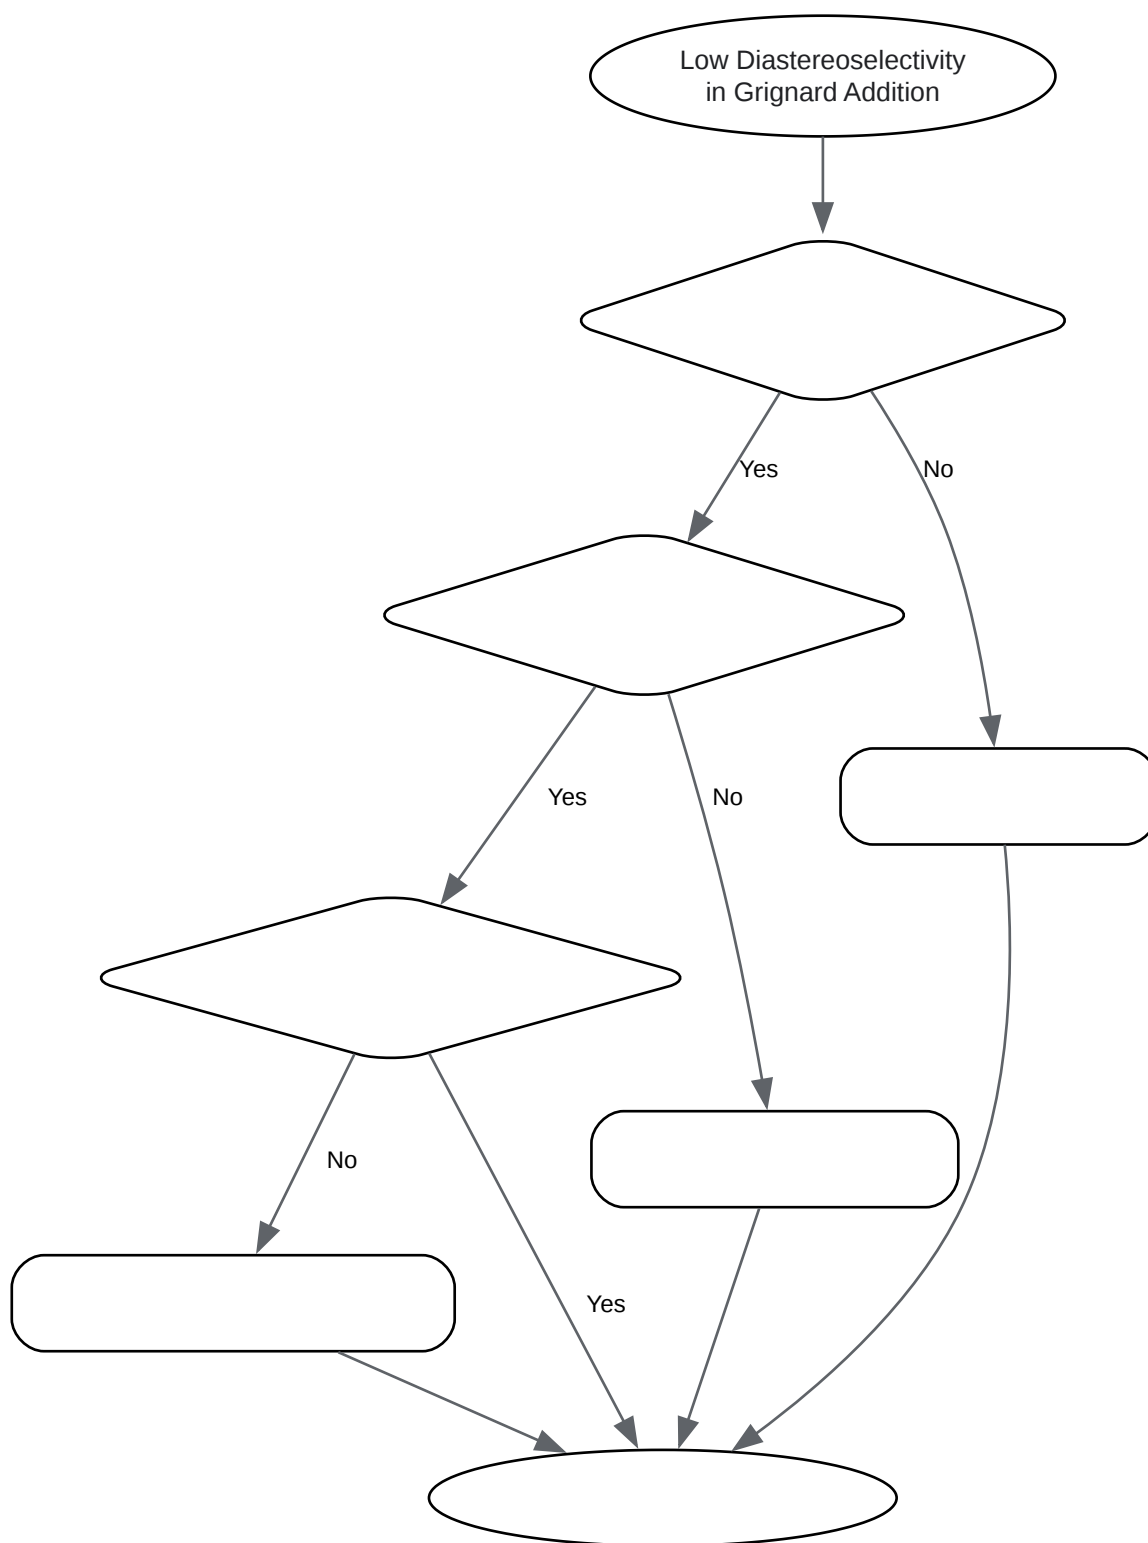 Low Diastereoselectivity
in Grignard Addition
Yes
No
Yes
No
No
Yes